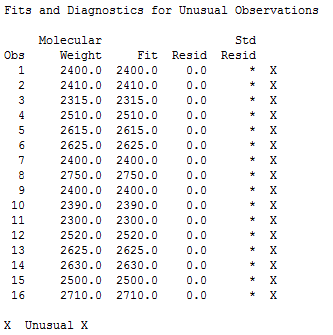 Fits and Diagnostics for Unusual Observations
Molecular Std
Obs Weight Fit Resid Resid
1 2400.0 2400.0 0.0 * X
2 2410.0 2410.0 0.0 * X
3 2315.0 2315.0 0.0 * X
4 2510.0 2510.0 0.0 * X
5 2615.0 2615.0 0.0 * X
6 2625.0 2625.0 0.0 * X
7 2400.0 2400.0 0.0 * X
8 2750.0 2750.0 0.0 * X
9 2400.0 2400.0 0.0 * X
10 2390.0 2390.0 0.0 * X
11 2300.0 2300.0 0.0 * X
12 2520.0 2520.0 0.0 * X
13 2625.0 2625.0 0.0 * X
14 2630.0 2630.0 0.0 * X
15 2500.0 2500.0 0.0 * X
16 2710.0 2710.0 0.0 * X
X Unusual X